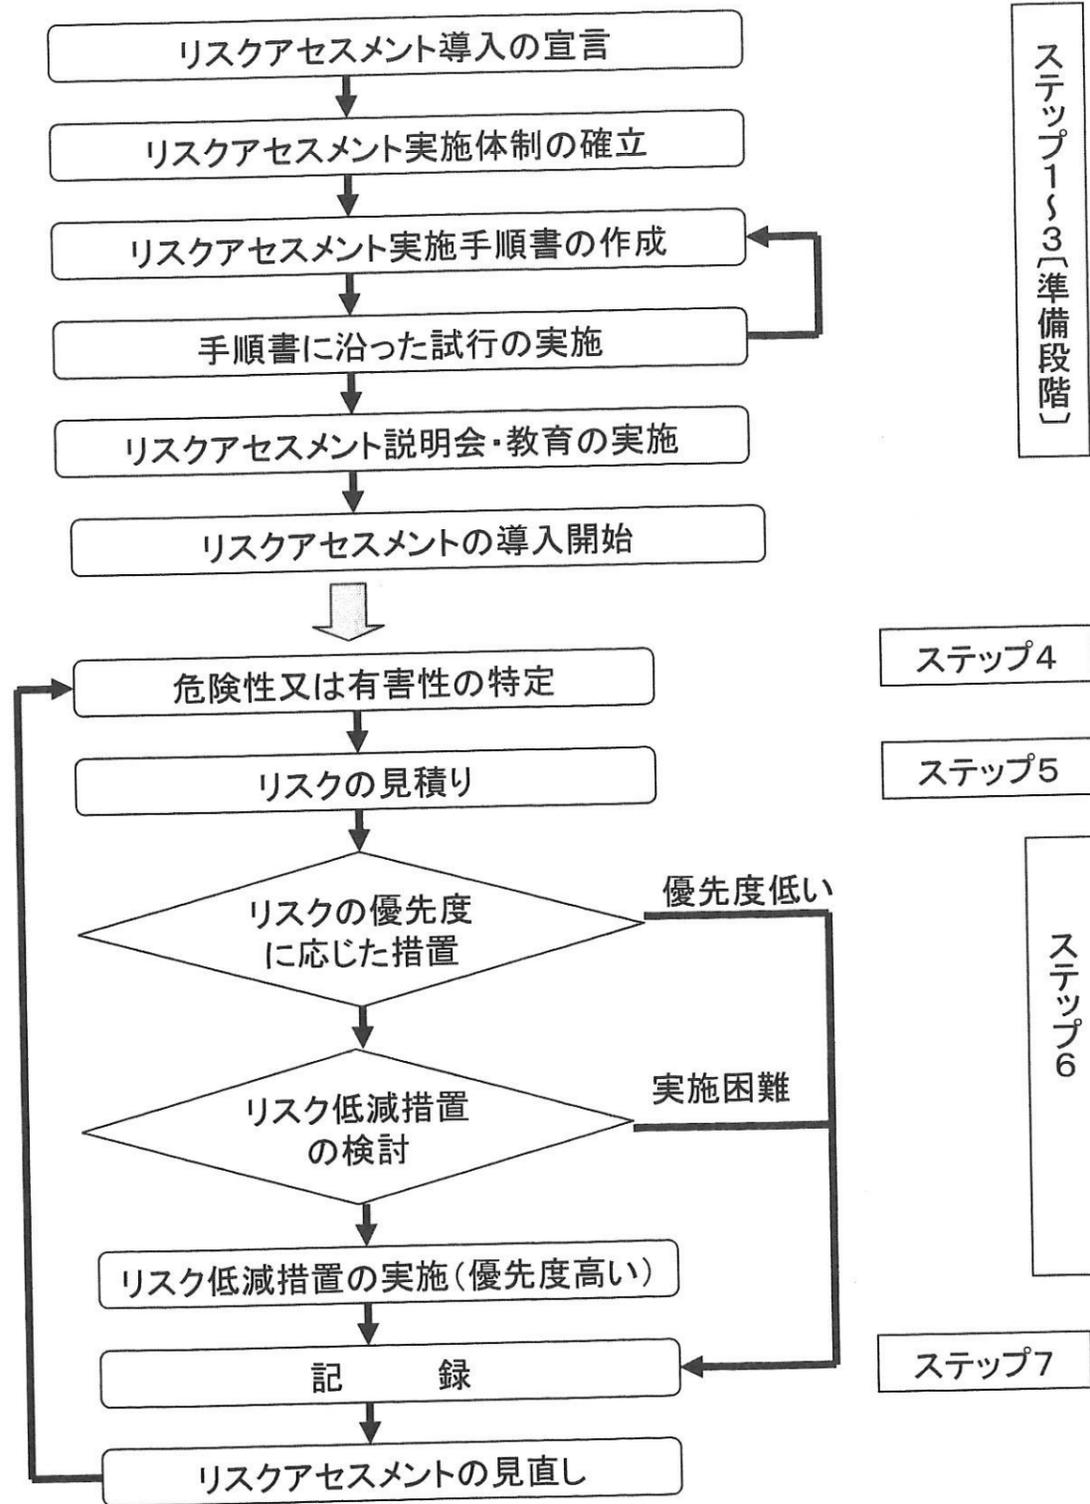 リスクアセスメント導入の宣言
リスクアセスメント実施体制の確立
リスクアセスメント実施手順書の作成
手順書に沿った試行の実施
リスクアセスメント説明会・教育の実施
リスクアセスメントの導入開始
ステップ1～3〔準備段階〕
危険性又は有害性の特定
ステップ4
リスクの見積り
ステップ5
リスクの優先度
に応じた措置
優先度低い
リスク低減措置
の検討
実施困難
ステップ6
リスク低減措置の実施(優先度高い)
記　録
ステップ7
リスクアセスメントの見直し